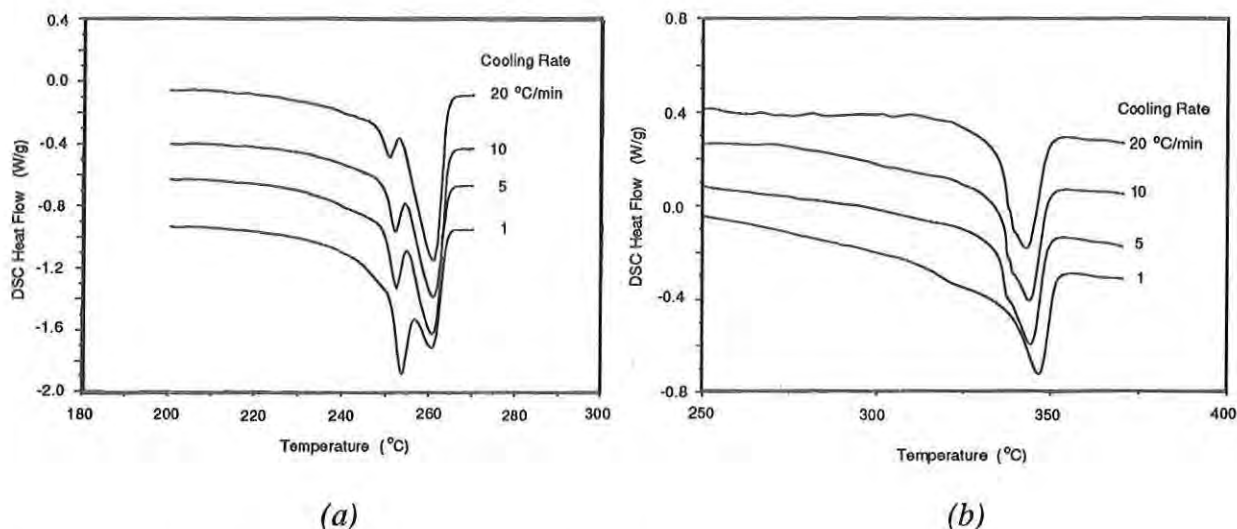 0.4
0.0
-0.4
-0.8
-1.2
-1.6
-2.0
DSC Heat Flow (W/g)
Cooling Rate
20 °C/min
10
5
1
180 200 220 240 260 280 300
Temperature (°C)
(a)
0.8
0.4
0.0
-0.4
-0.8
DSC Heat Flow (W/g)
Cooling Rate
20 °C/min
10
5
1
250 300 350 400
Temperature (°C)
(b)